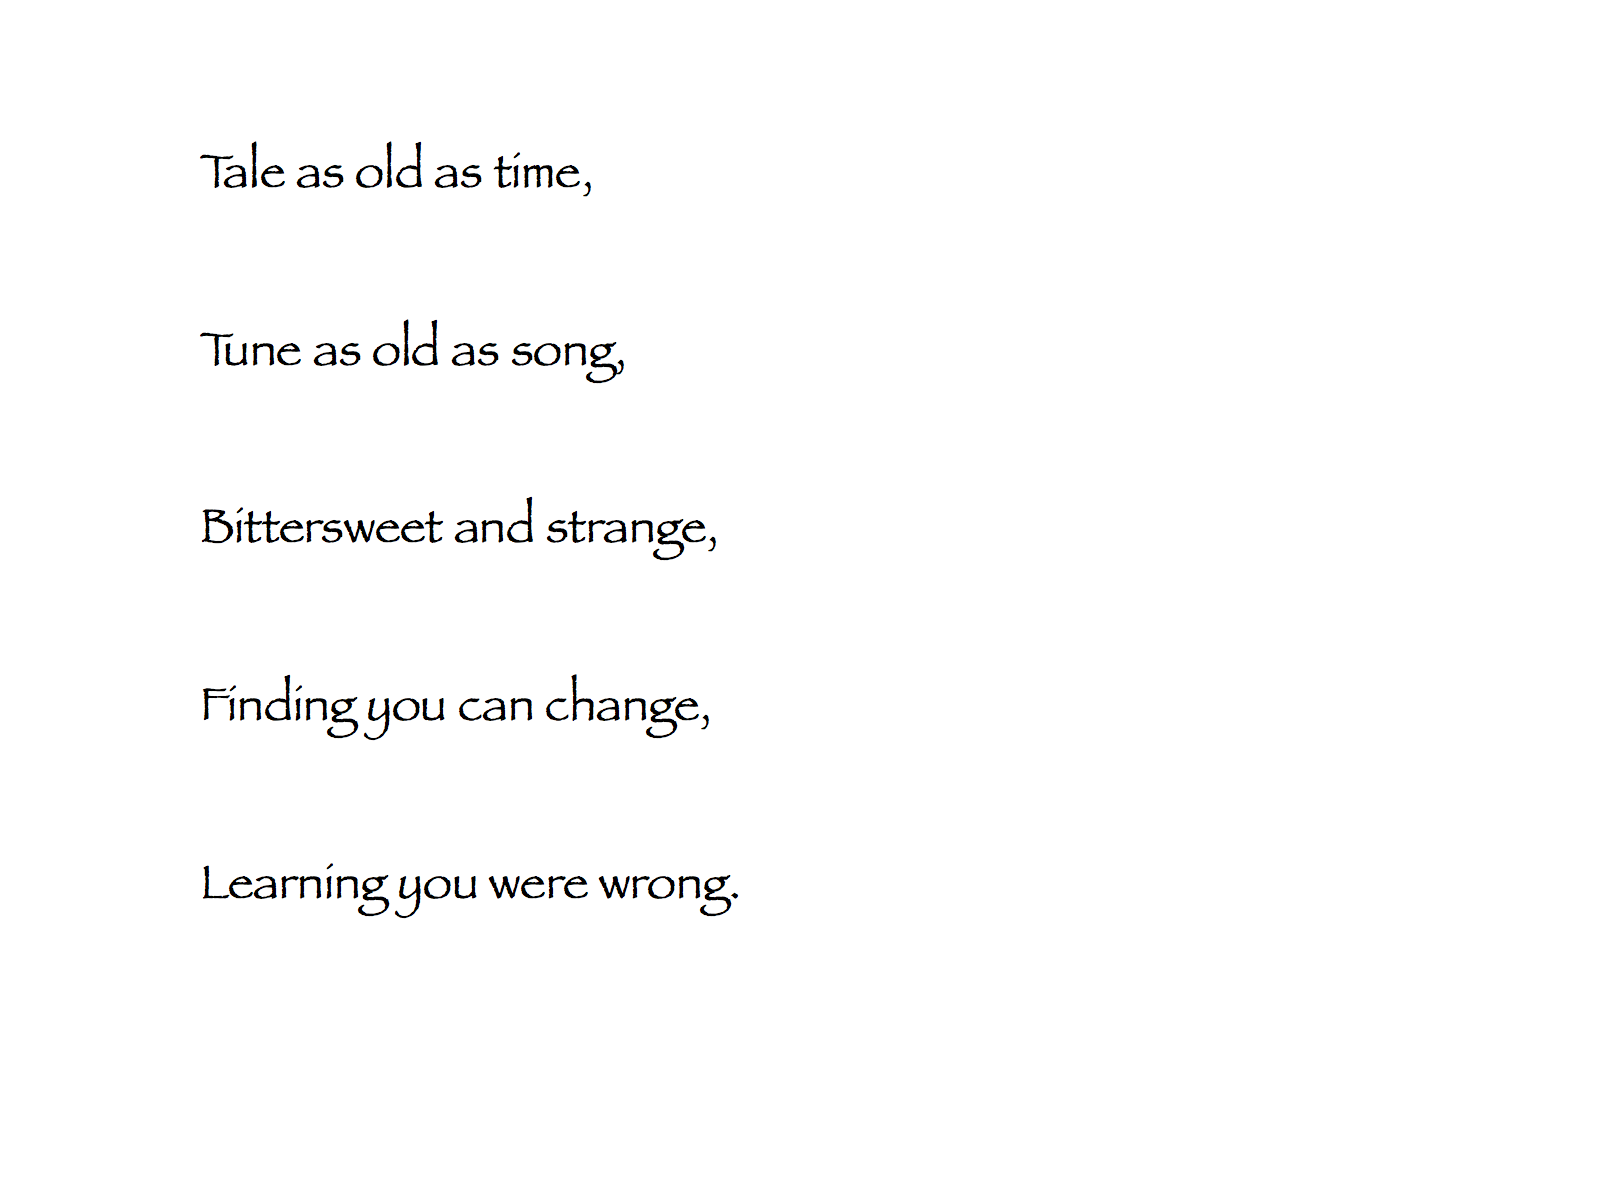 Tale as old as time,
Tune as old as song,
Bittersweet and strange,
Finding you can change,
Learning you were wrong.